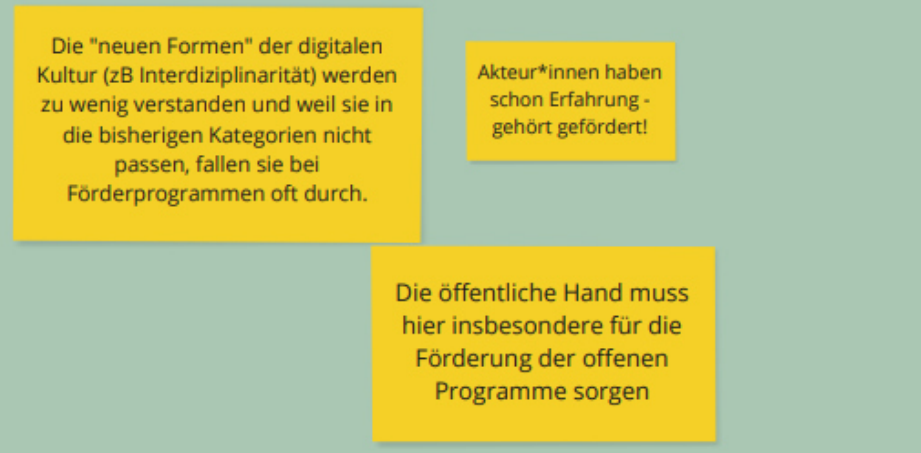 Die "neuen Formen" der digitalen
Kultur (zB Interdiziplinarität) werden
zu wenig verstanden und weil sie in
die bisherigen Kategorien nicht
passen, fallen sie bei
Förderprogrammen oft durch.
Akteur*innen haben
schon Erfahrung -
gehört gefördert!
Die öffentliche Hand muss
hier insbesondere für die
Förderung der offenen
Programme sorgen